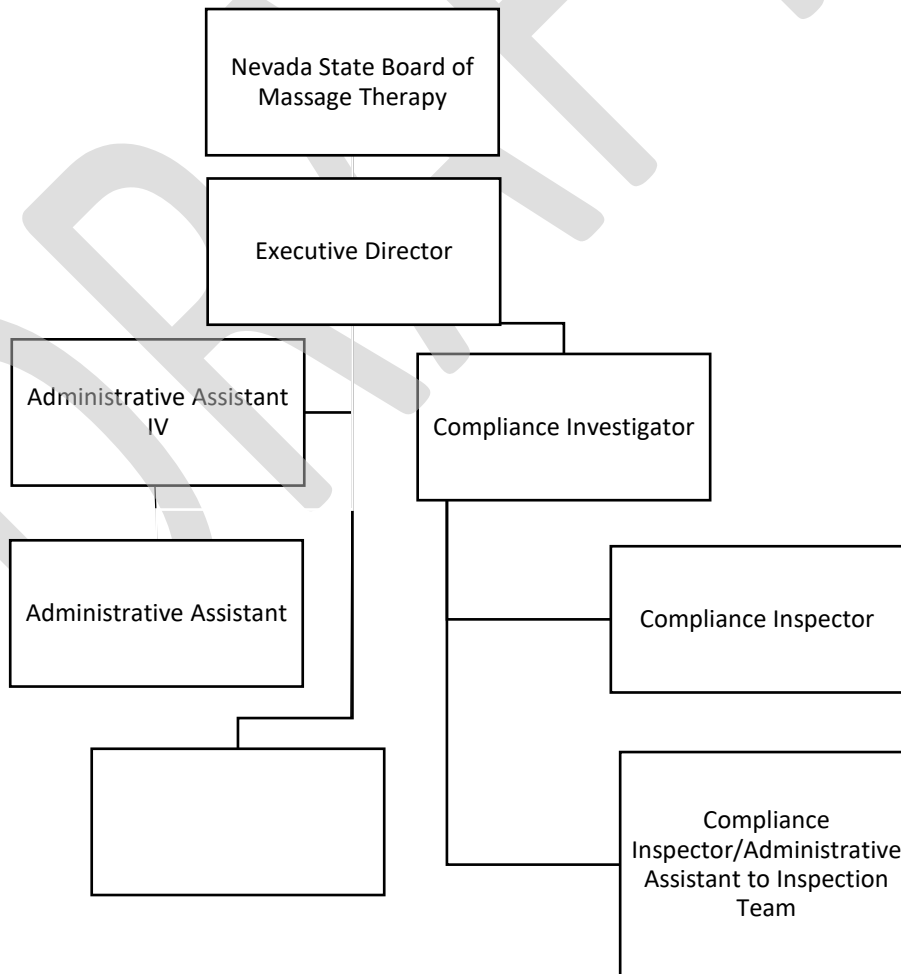 Nevada State Board of
Massage Therapy
Executive Director
Administrative Assistant
IV
Compliance Investigator
Administrative Assistant
Compliance Inspector
Compliance
Inspector/Administrative
Assistant to Inspection
Team
DRAFT